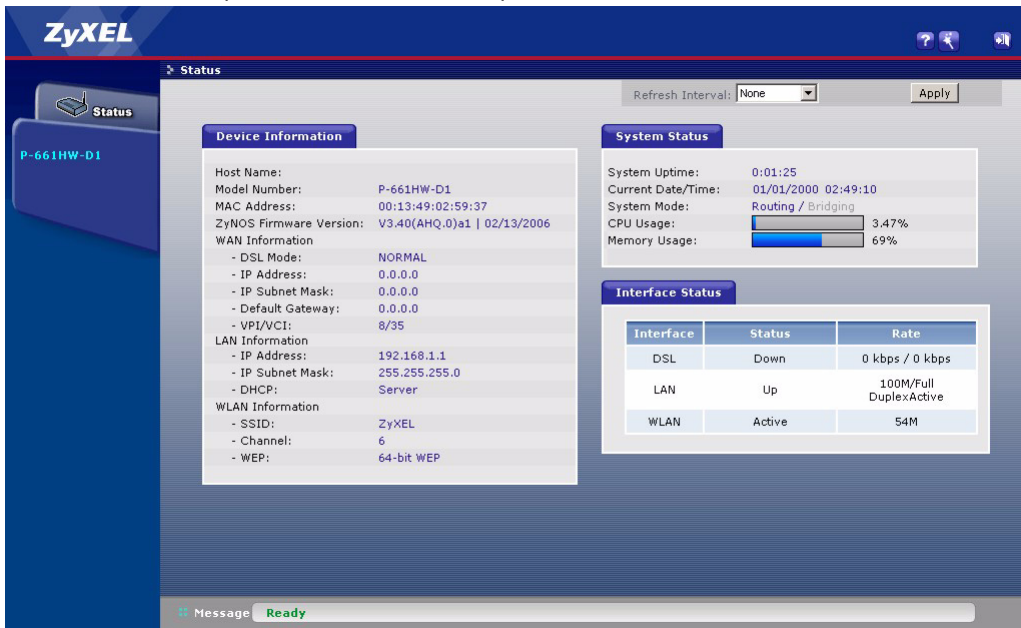 ZyXEL
Status
Refresh Interval: None
Apply
Status
P-661HW-D1
Device Information
Host Name:
Model Number: P-661HW-D1
MAC Address: 00:13:49:02:59:37
ZyNOS Firmware Version: V3.40(AHQ.0)a1 | 02/13/2006
WAN Information
- DSL Mode: NORMAL
- IP Address: 0.0.0.0
- IP Subnet Mask: 0.0.0.0
- Default Gateway: 0.0.0.0
- VPI/VCI: 8/35
LAN Information
- IP Address: 192.168.1.1
- IP Subnet Mask: 255.255.255.0
- DHCP: Server
WLAN Information
- SSID: ZyXEL
- Channel: 6
- WEP: 64-bit WEP
System Status
System Uptime: 0:01:25
Current Date/Time: 01/01/2000 02:49:10
System Mode: Routing / Bridging
CPU Usage: 3.47%
Memory Usage: 69%
Interface Status
Interface Status Rate
DSL Down 0 kbps / 0 kbps
LAN Up 100M/Full DuplexActive
WLAN Active 54M
Message Ready